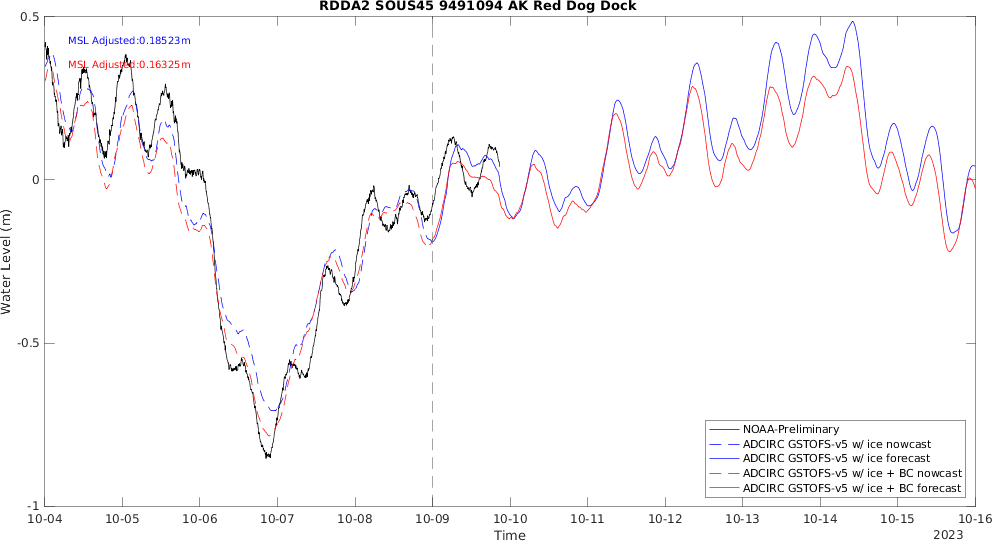 RDDA2 SOUS45 9491094 AK Red Dog Dock
MSL Adjusted:0.18523m
MSL Adjusted:0.16325m
0.5
0
-0.5
-1
Water Level (m)
10-04 10-05 10-06 10-07 10-08 10-09 10-10 10-11 10-12 10-13 10-14 10-15 10-16
Time
2023
NOAA-Preliminary
ADCIRC GSTOFS-v5 w/ ice nowcast
ADCIRC GSTOFS-v5 w/ ice forecast
ADCIRC GSTOFS-v5 w/ ice + BC nowcast
ADCIRC GSTOFS-v5 w/ ice + BC forecast